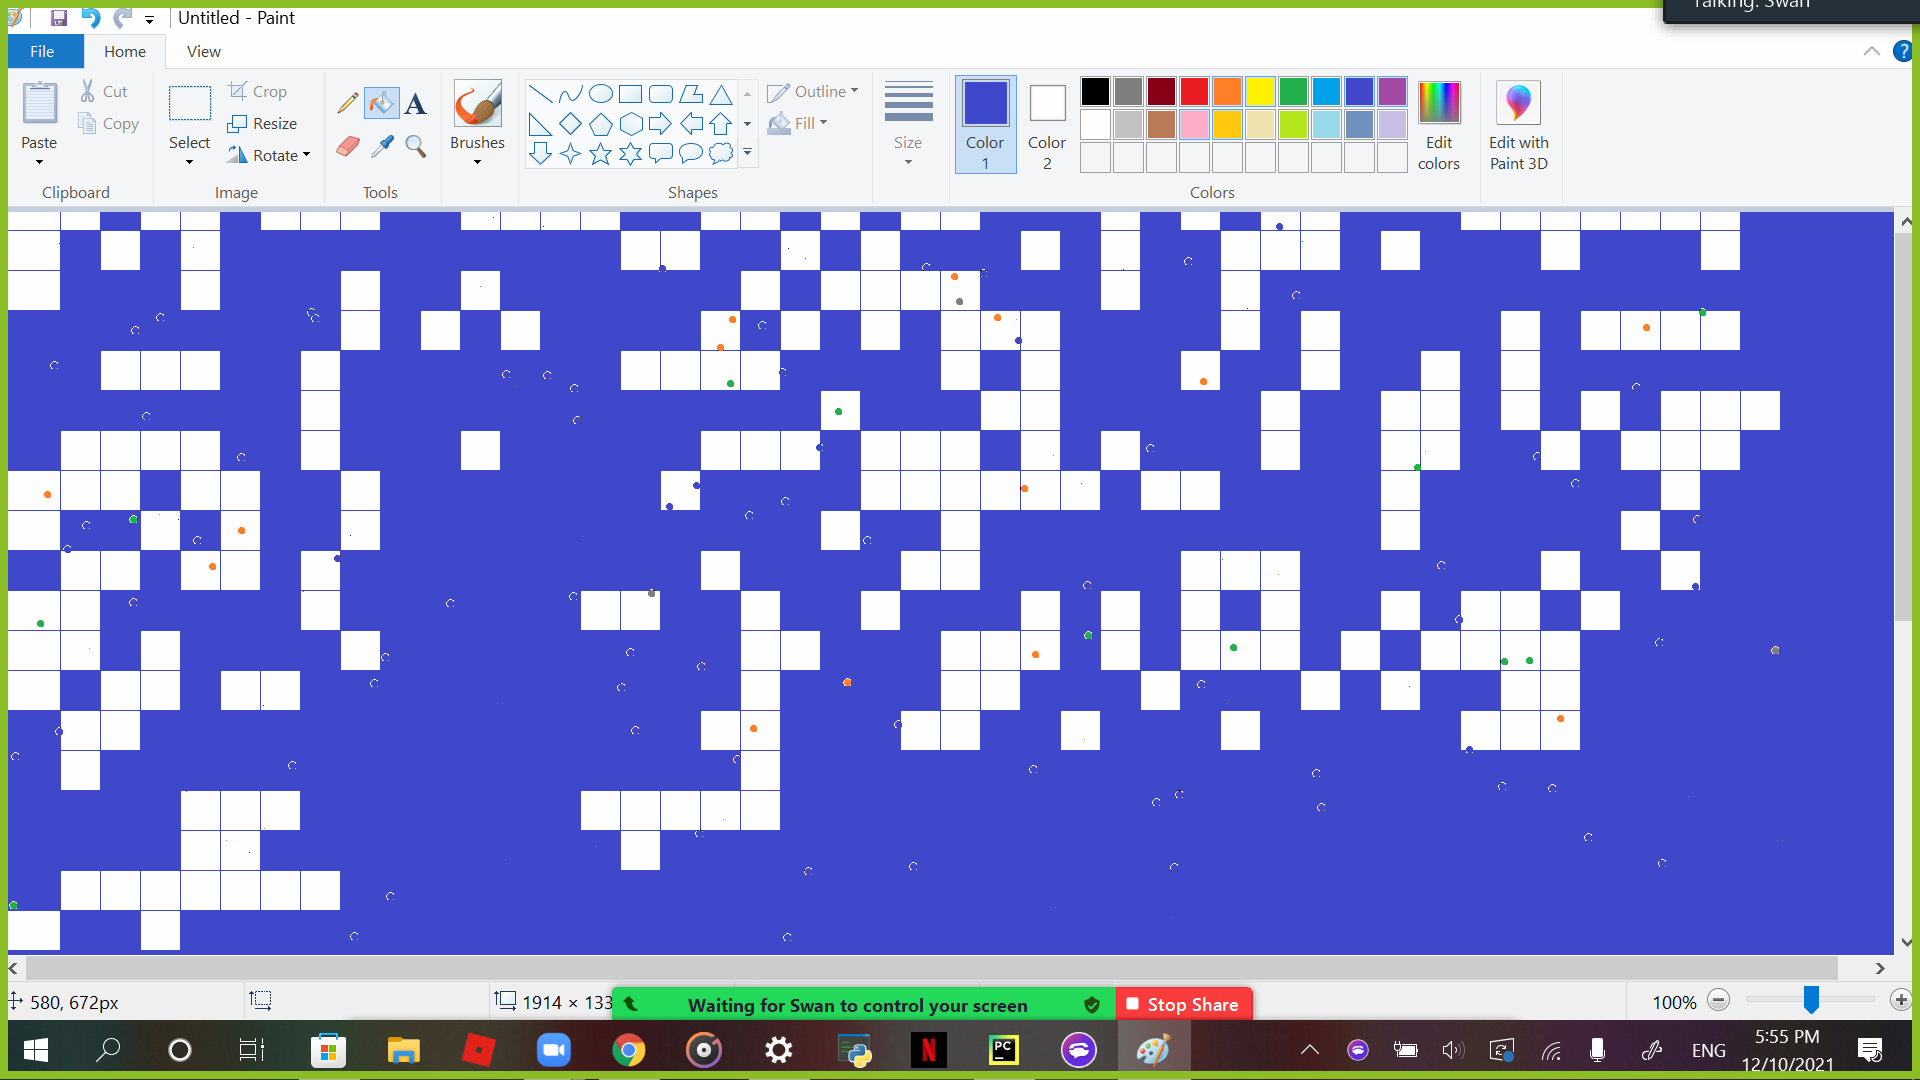 Untitled - Paint
Talking: Swan
File
Home
View
Paste
Cut
Copy
Clipboard
Select
Crop
Resize
Rotate
Image
A
Tools
Brushes
Shapes
Outline
Fill
Size
Color 1
Color 2
Colors
Edit colors
Edit with Paint 3D
?
580, 672px
1914 × 133
Waiting for Swan to control your screen
Stop Share
100%
N
PC
ENG
5:55 PM
12/10/2021